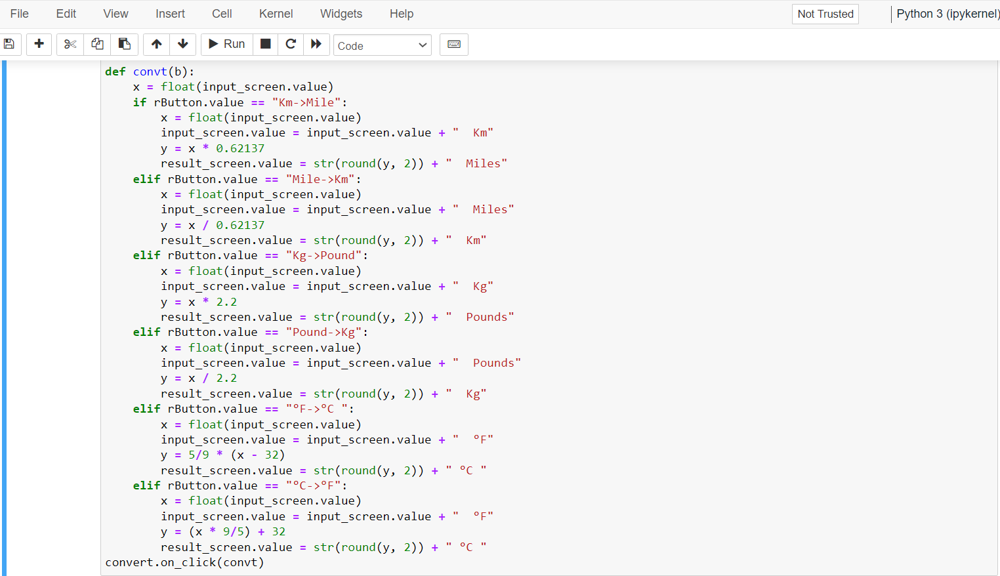 File Edit View Insert Cell Kernel Widgets Help Not Trusted Python 3 (ipykernel)
Run Code
def convt(b):
    x = float(input_screen.value)
    if rButton.value == "Km->Mile":
        x = float(input_screen.value)
        input_screen.value = input_screen.value + "  Km"
        y = x * 0.62137
        result_screen.value = str(round(y, 2)) + "  Miles"
    elif rButton.value == "Mile->Km":
        x = float(input_screen.value)
        input_screen.value = input_screen.value + "  Miles"
        y = x / 0.62137
        result_screen.value = str(round(y, 2)) + "  Km"
    elif rButton.value == "Kg->Pound":
        x = float(input_screen.value)
        input_screen.value = input_screen.value + "  Kg"
        y = x * 2.2
        result_screen.value = str(round(y, 2)) + "  Pounds"
    elif rButton.value == "Pound->Kg":
        x = float(input_screen.value)
        input_screen.value = input_screen.value + "  Pounds"
        y = x / 2.2
        result_screen.value = str(round(y, 2)) + "  Kg"
    elif rButton.value == "°F->°C ":
        x = float(input_screen.value)
        input_screen.value = input_screen.value + "  °F"
        y = 5/9 * (x - 32)
        result_screen.value = str(round(y, 2)) + " °C "
    elif rButton.value == "°C->°F":
        x = float(input_screen.value)
        input_screen.value = input_screen.value + "  °F"
        y = (x * 9/5) + 32
        result_screen.value = str(round(y, 2)) + " °C "
convert.on_click(convt)